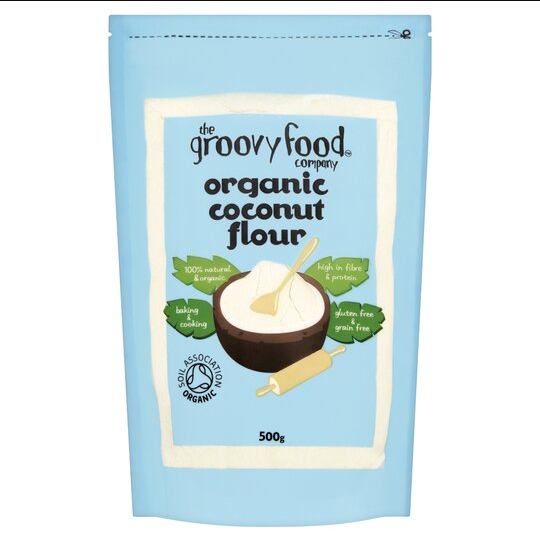 the
groovy food
company
TM
organic
coconut
flour
100% natural
& organic
high in fibre
& protein
baking
&
cooking
gluten free
&
grain free
SOIL ASSOCIATION
ORGANIC
500g